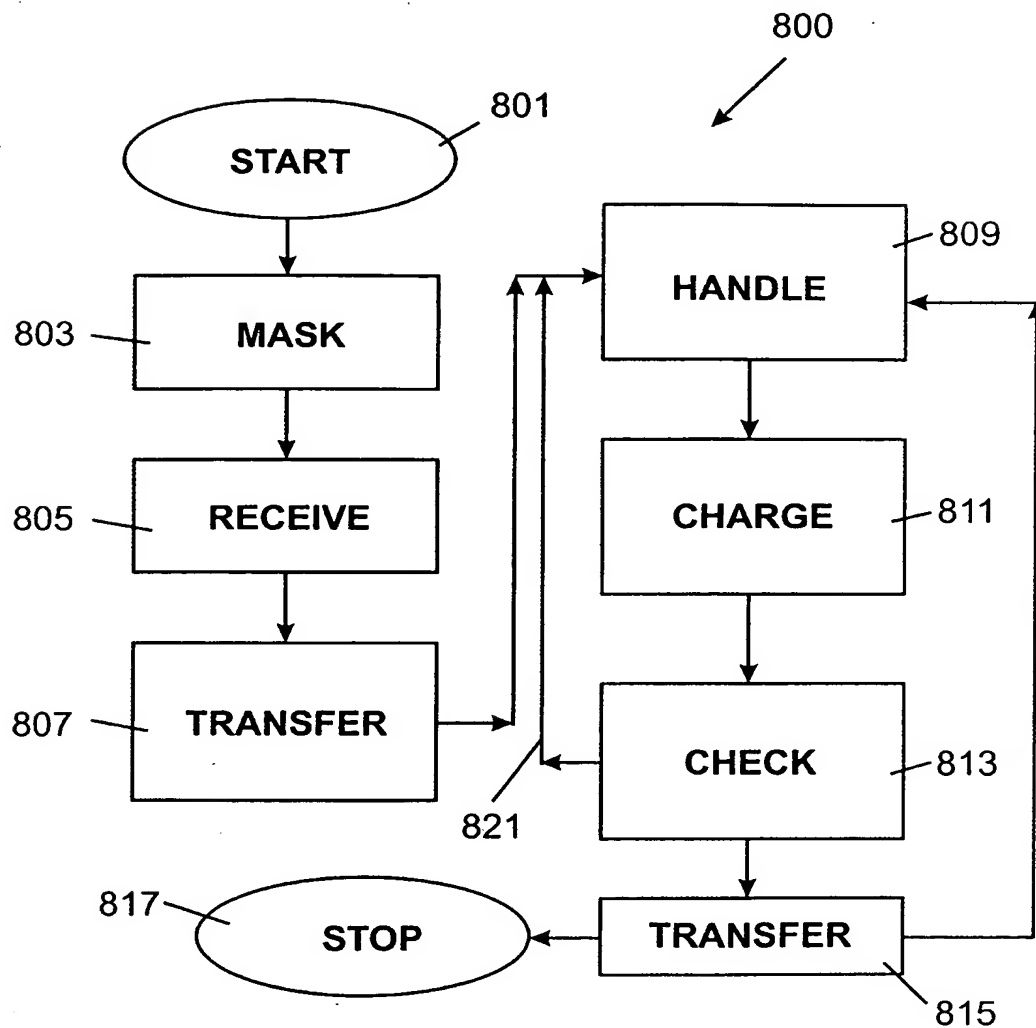 800
801
START
803
MASK
805
RECEIVE
807
TRANSFER
809
HANDLE
811
CHARGE
813
CHECK
821
815
TRANSFER
817
STOP